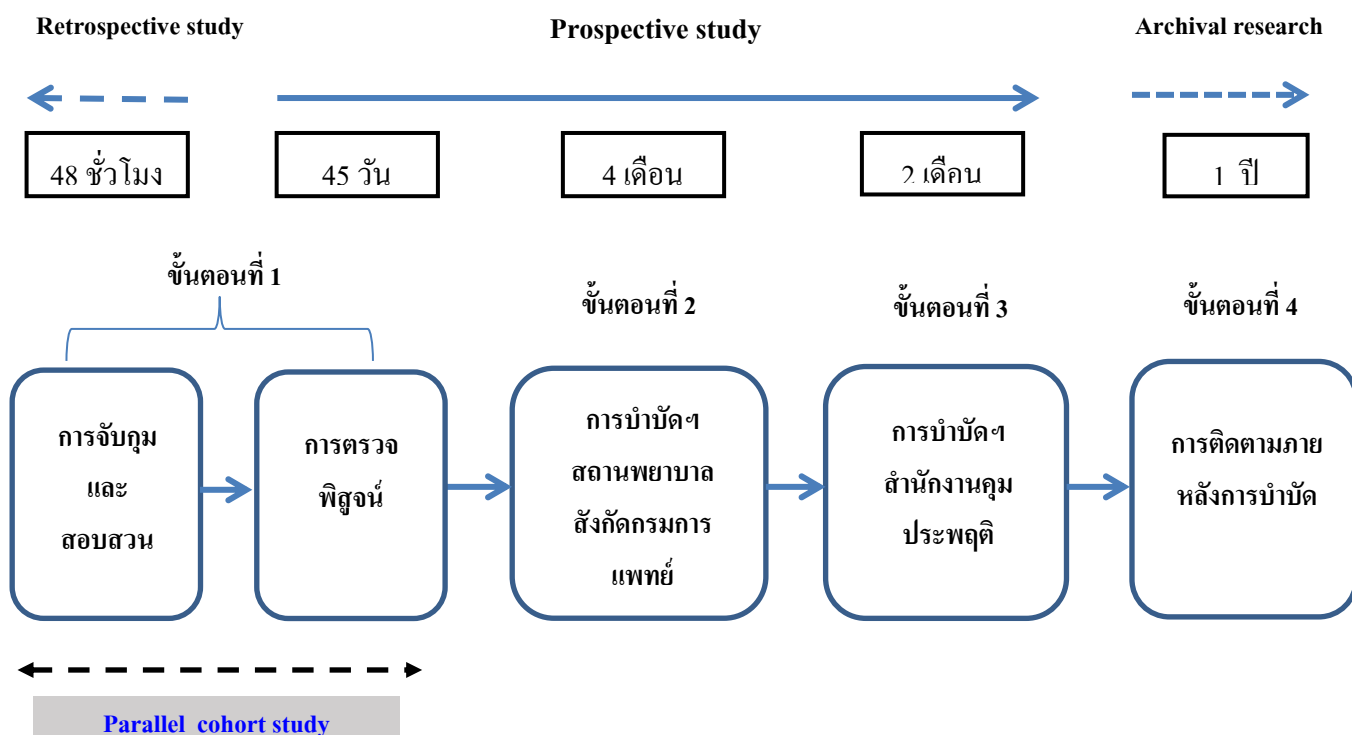 Retrospective study
Prospective study
Archival research
48 ชั่วโมง
45 วัน
4 เดือน
2 เดือน
1 ปี
ขั้นตอนที่ 1
ขั้นตอนที่ 2
ขั้นตอนที่ 3
ขั้นตอนที่ 4
การจับกุม
และ
สอบสวน
การตรวจ
พิสูจน์
การบำบัดฯ
สถานพยาบาล
สังกัดกรมการ
แพทย์
การบำบัดฯ
สำนักงานคุม
ประพฤติ
การติดตามภาย
หลังการบำบัด
Parallel cohort study